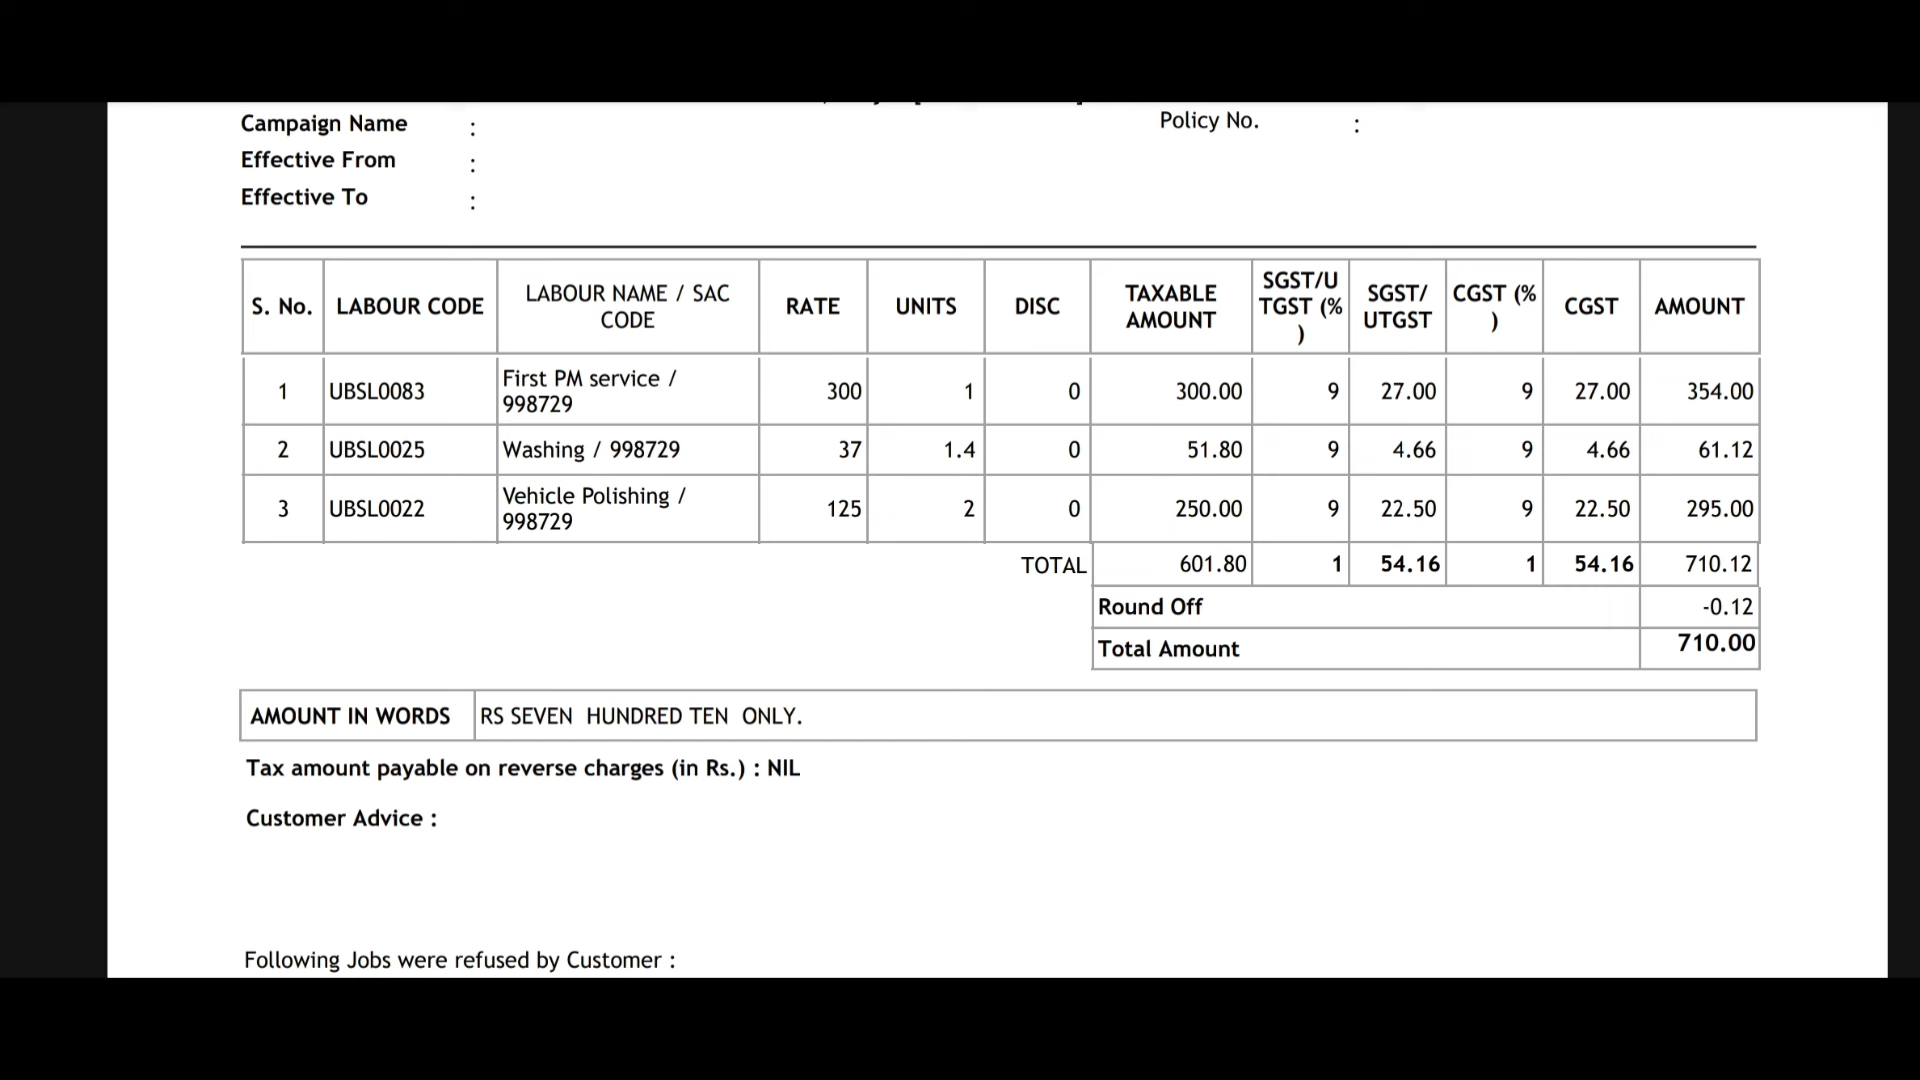 Campaign Name : Policy No. :
Effective From :
Effective To :
S. No. LABOUR CODE LABOUR NAME / SAC CODE RATE UNITS DISC TAXABLE AMOUNT SGST/U TGST (% ) SGST/ UTGST CGST (% ) CGST AMOUNT
1 UBSL0083 First PM service / 998729 300 1 0 300.00 9 27.00 9 27.00 354.00
2 UBSL0025 Washing / 998729 37 1.4 0 51.80 9 4.66 9 4.66 61.12
3 UBSL0022 Vehicle Polishing / 998729 125 2 0 250.00 9 22.50 9 22.50 295.00
TOTAL 601.80 1 54.16 1 54.16 710.12
Round Off -0.12
Total Amount 710.00
AMOUNT IN WORDS RS SEVEN HUNDRED TEN ONLY.
Tax amount payable on reverse charges (in Rs.) : NIL
Customer Advice :
Following Jobs were refused by Customer :